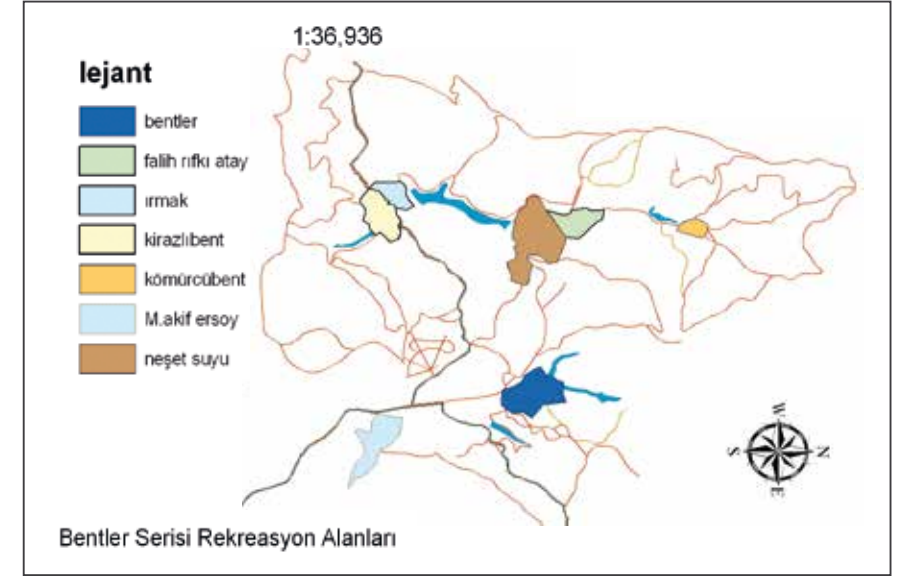 1:36,936
lejant
bentler
falih rıfkı atay
ırmak
kirazlıbent
kömürcübent
M.akif ersoy
neşet suyu
W
S
N
E
Bentler Serisi Rekreasyon Alanları